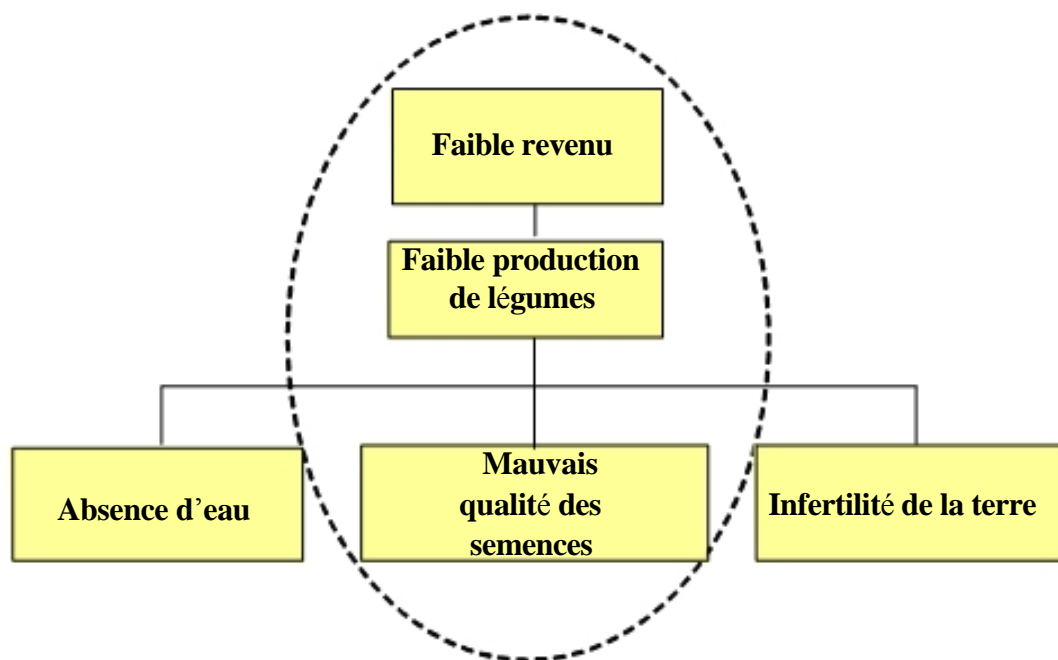 Faible revenu
Faible production
de légumes
Absence d’eau
Mauvais
qualité des
semences
Infertilité de la terre